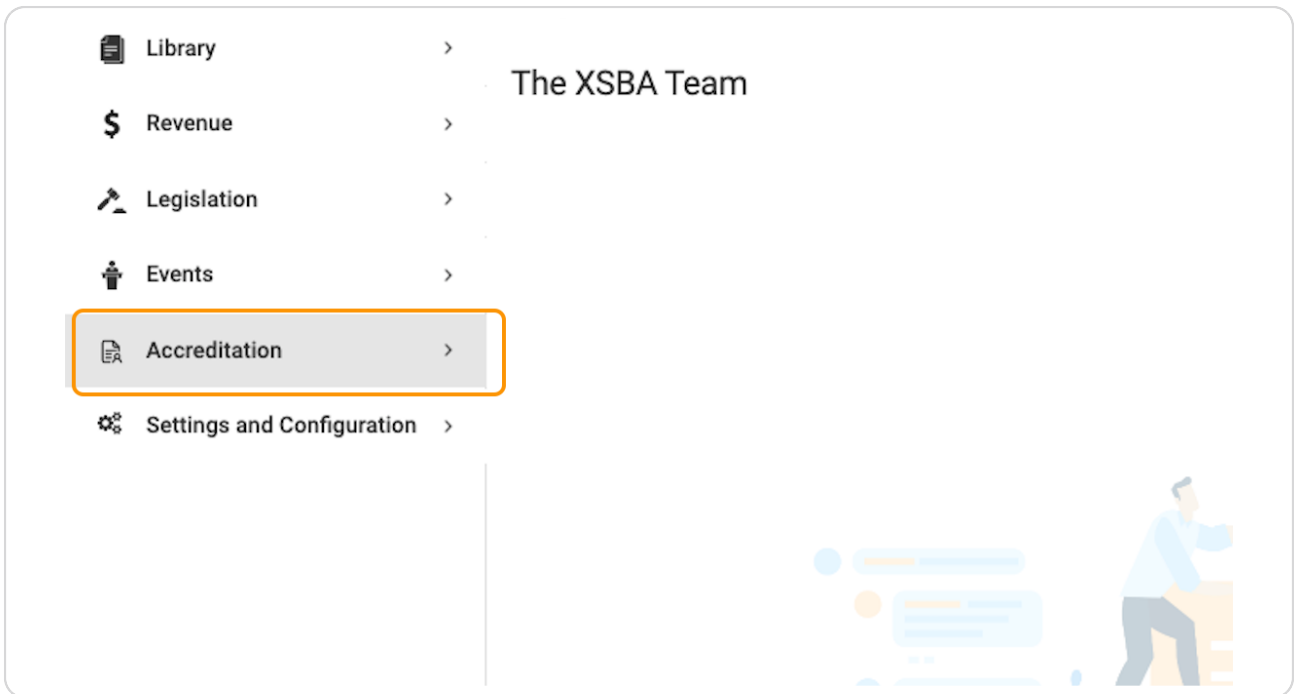 Library
The XSBA Team
Revenue
Legislation
Events
Accreditation
Settings and Configuration